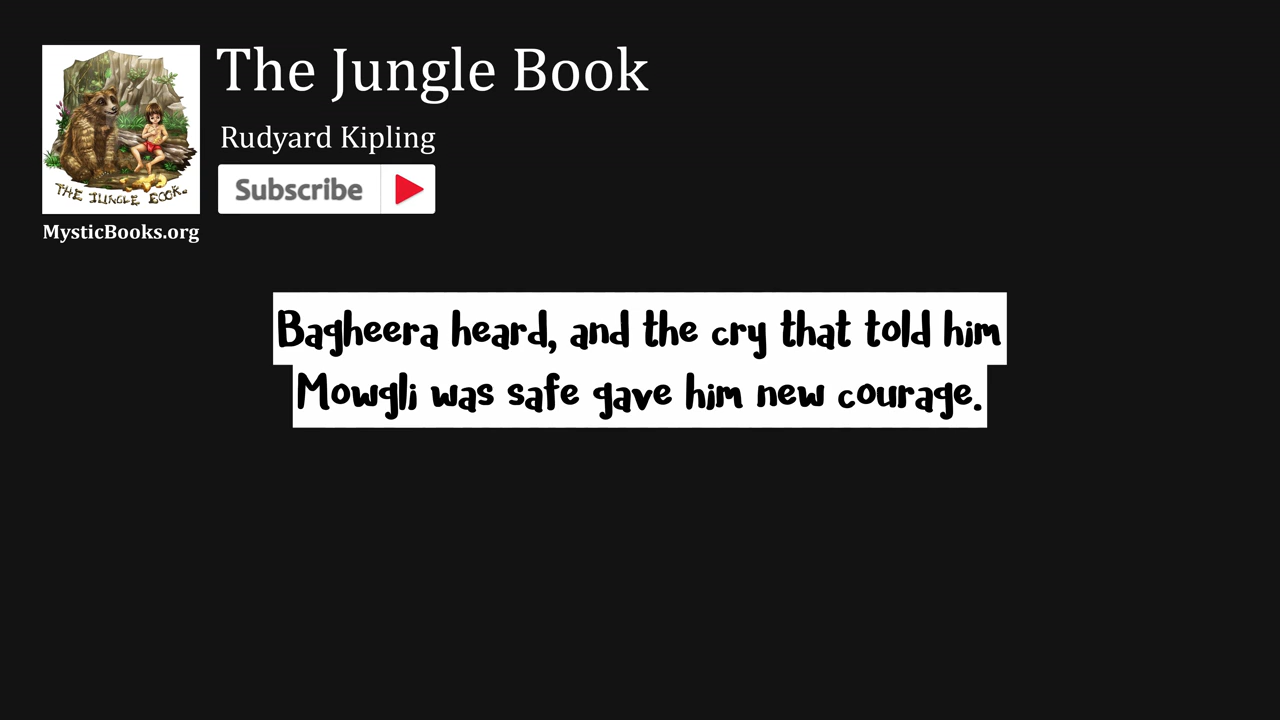 The Jungle Book
Rudyard Kipling
Subscribe
THE JUNGLE BOOK.
MysticBooks.org
Bagheera heard, and the cry that told him
Mowgli was safe gave him new courage.